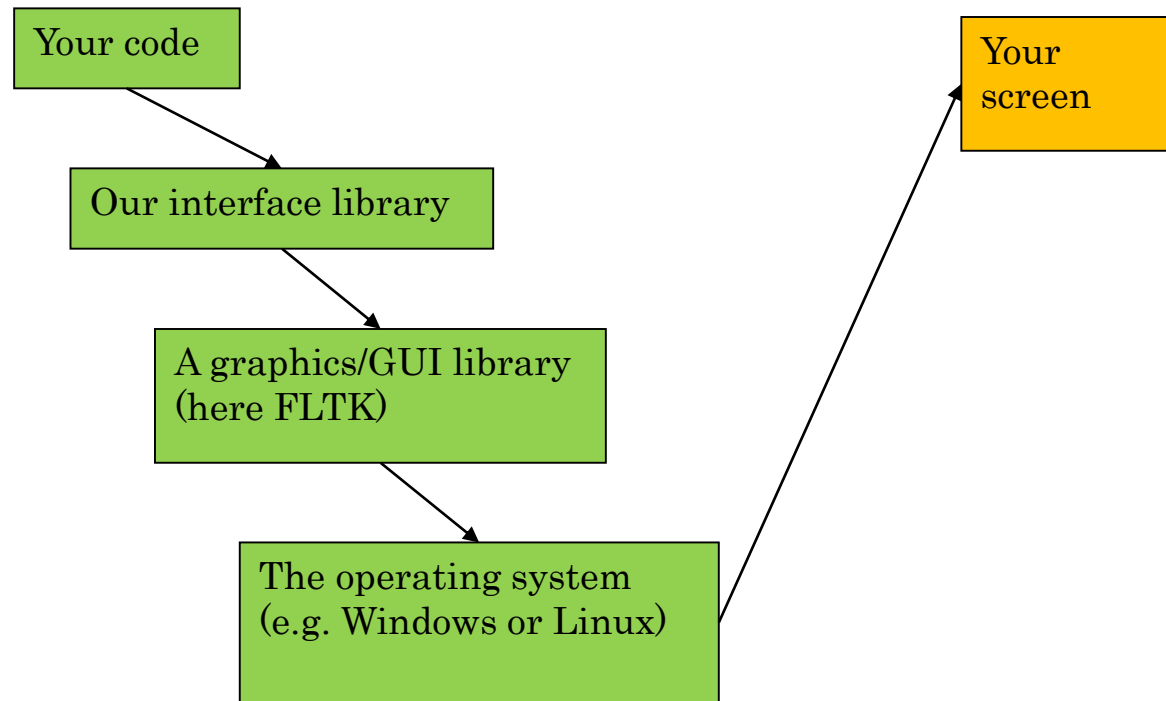 Your code
Your
screen
Our interface library
A graphics/GUI library
(here FLTK)
The operating system
(e.g. Windows or Linux)